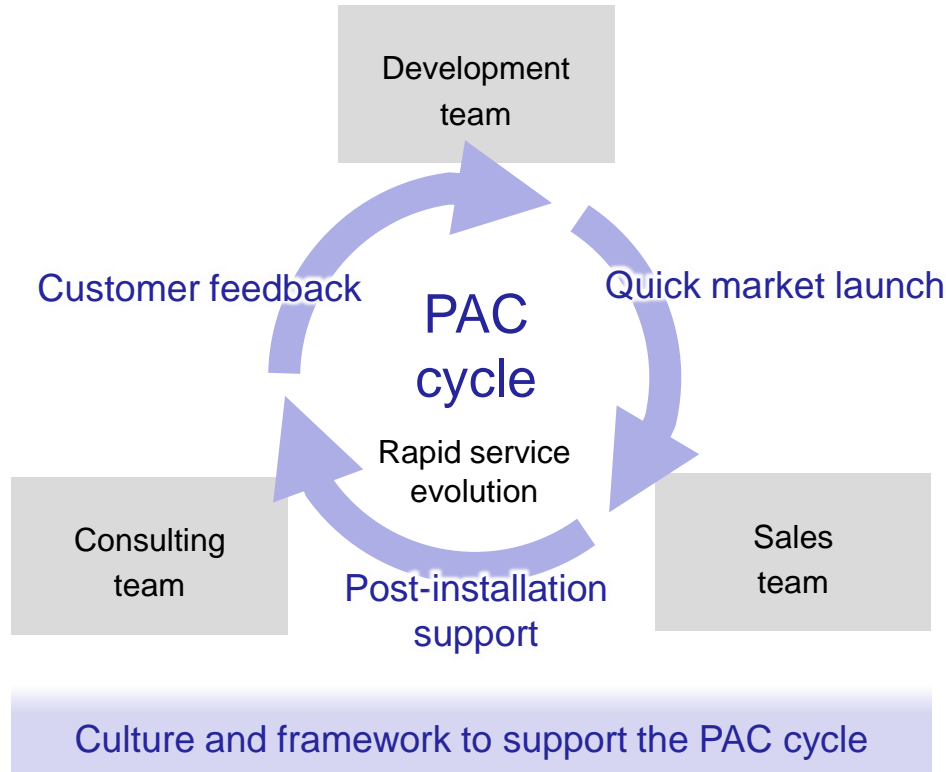 Development
team
Customer feedback
Quick market launch
PAC
cycle
Rapid service
evolution
Consulting
team
Sales
team
Post-installation
support
Culture and framework to support the PAC cycle